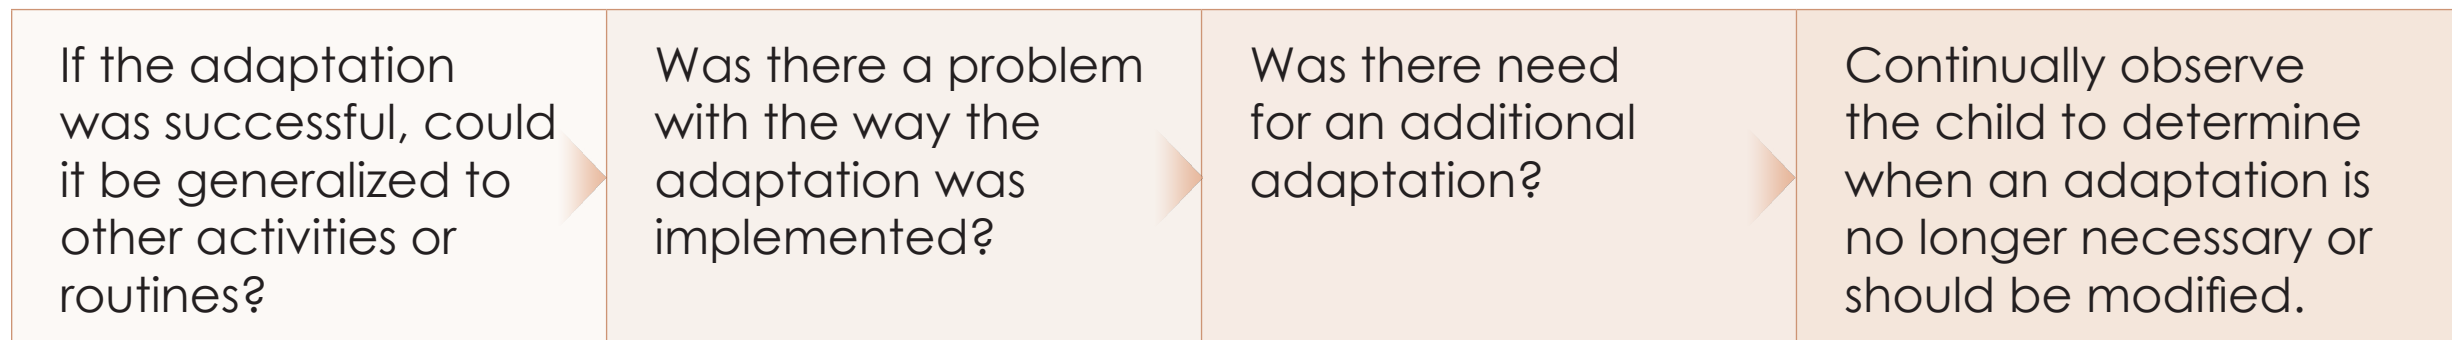 If the adaptation
was successful, could
it be generalized to
other activities or
routines?
Was there a problem
with the way the
adaptation was
implemented?
Was there need
for an additional
adaptation?
Continually observe
the child to determine
when an adaptation is
no longer necessary or
should be modified.